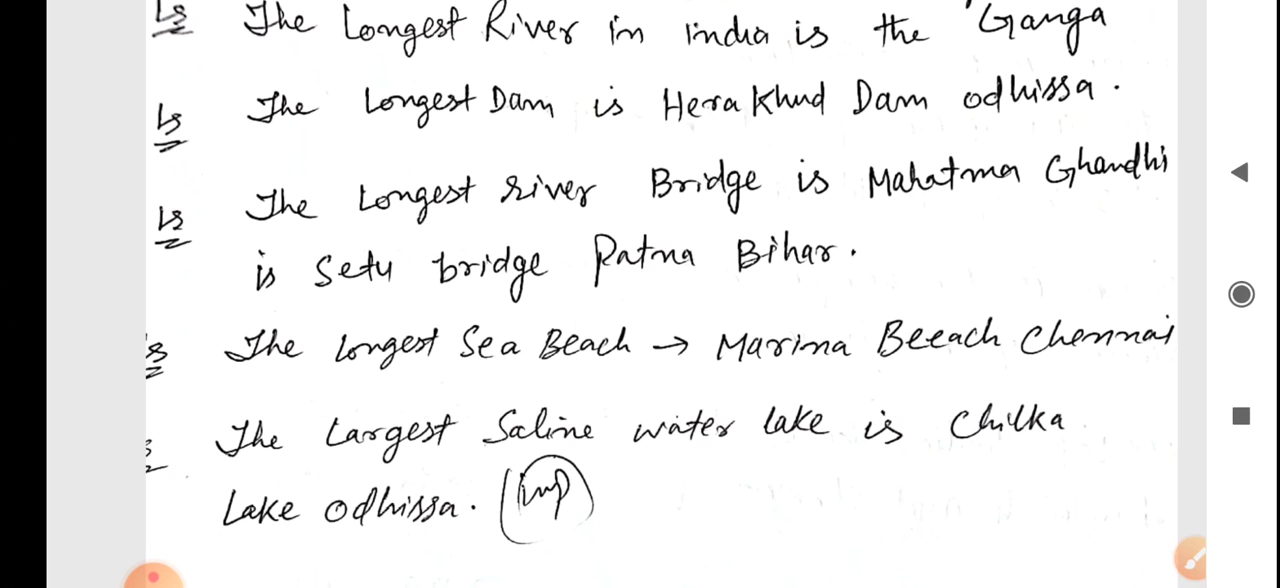 The Longest River in india is the Ganga
The Longest Dam is Herakhud Dam odhissa.
The Longest river Bridge is Mahatma Ghandhi
is Setu bridge Patna Bihar.
The longest Sea Beach → Marina Beeach Chennai
The Largest Saline water lake is Chilka
Lake odhissa. (imp)